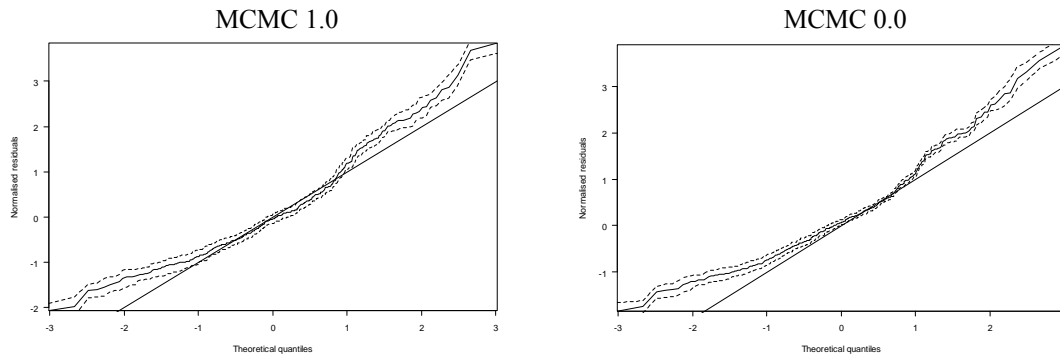 MCMC 1.0
Normalised residuals
3
2
1
0
-1
-2
-3 -2 -1 0 1 2 3
Theoretical quantiles
MCMC 0.0
Normalised residuals
3
2
1
0
-1
-3 -2 -1 0 1 2
Theoretical quantiles